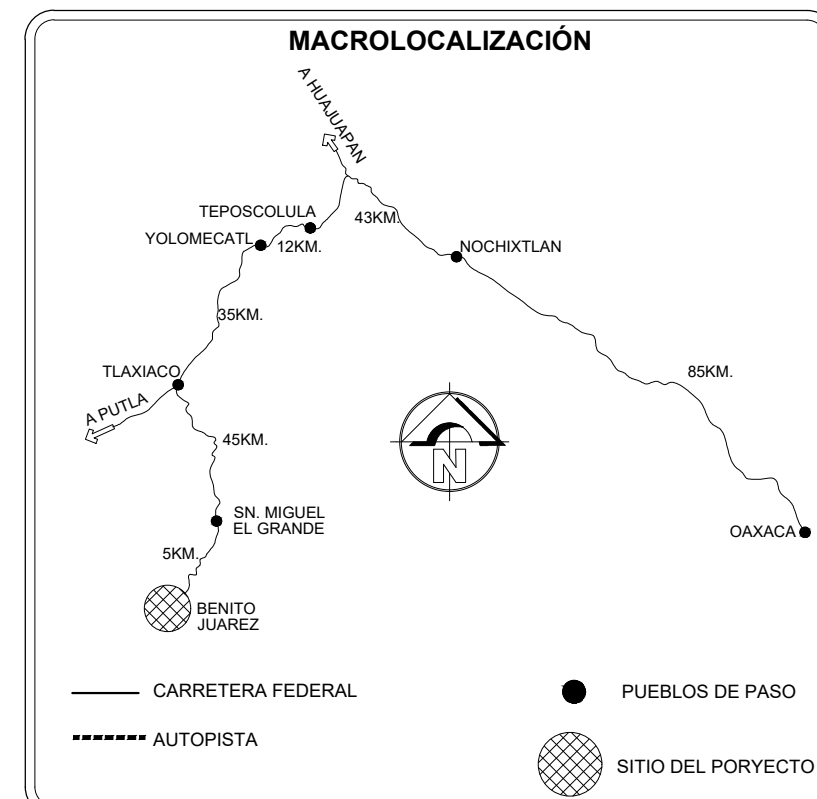 MACROLOCALIZACIÓN
A HUAJUAPAN
TEPOSCOLULA
43KM.
YOLOMECATL
12KM.
NOCHIXTLAN
35KM.
TLAXIACO
85KM.
A PUTLA
45KM.
N
SN. MIGUEL
EL GRANDE
OAXACA
5KM.
BENITO
JUAREZ
CARRETERA FEDERAL
PUEBLOS DE PASO
AUTOPISTA
SITIO DEL PORYECTO